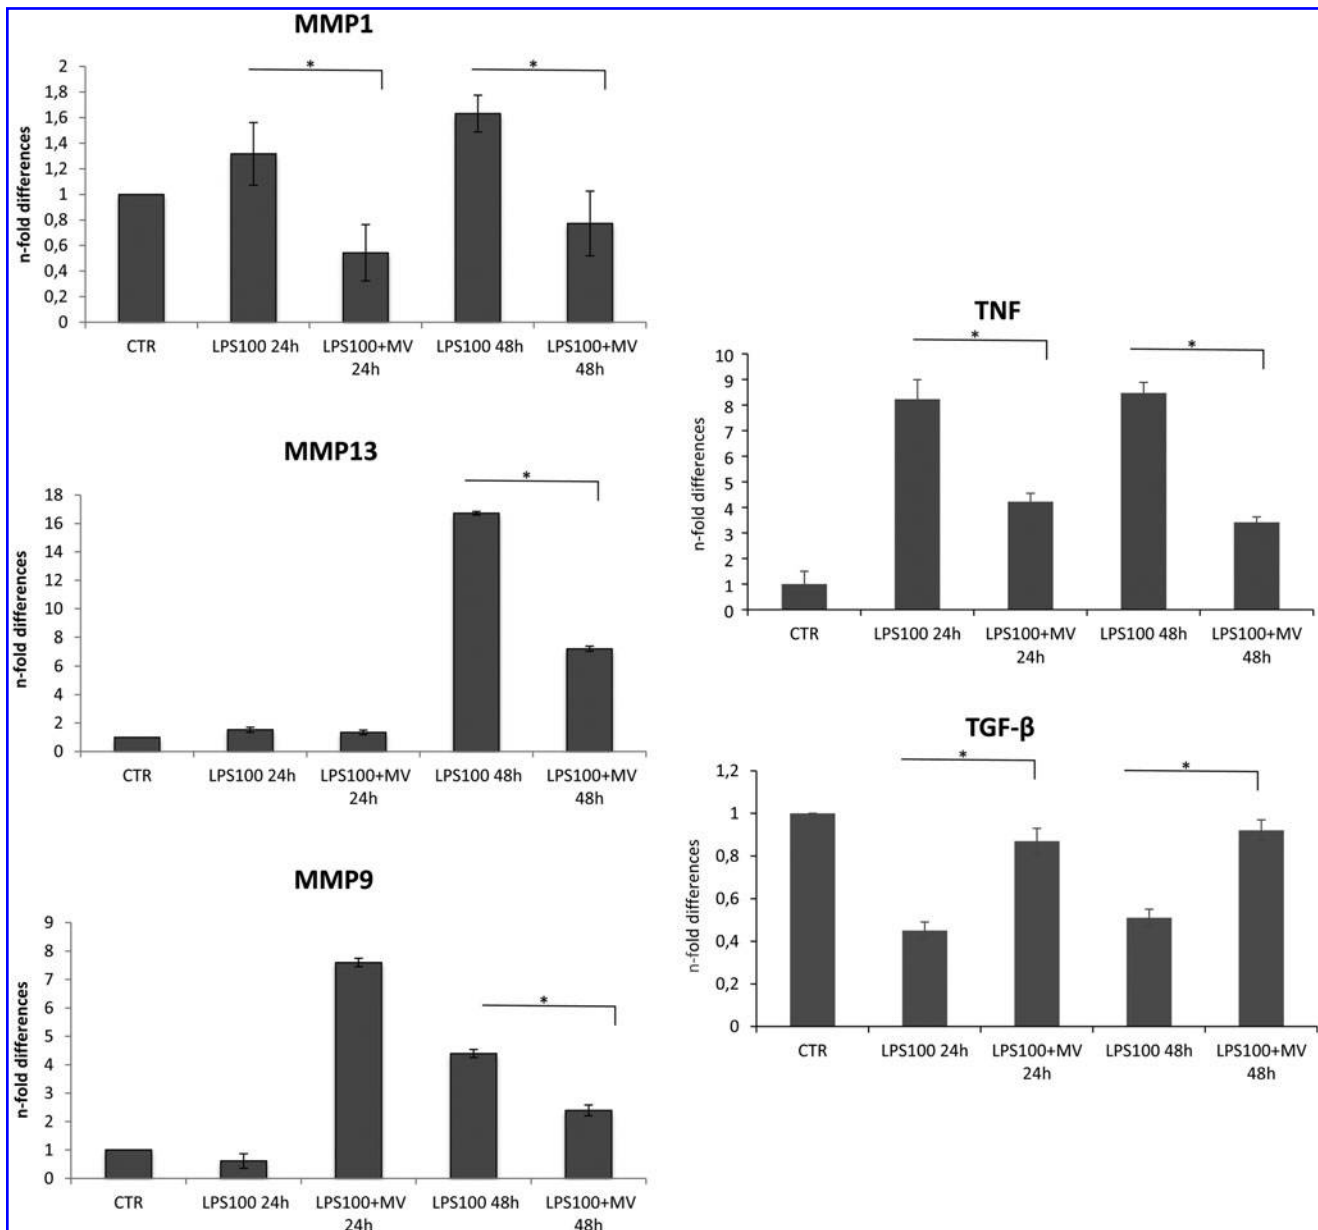 MMP1
n-fold differences
2
1,8
1,6
1,4
1,2
1
0,8
0,6
0,4
0,2
0
*
*
CTR LPS100 24h LPS100+MV LPS100 48h LPS100+MV
24h 48h
MMP13
n-fold differences
18
16
14
12
10
8
6
4
2
0
*
CTR LPS100 24h LPS100+MV LPS100 48h LPS100+MV
24h 48h
MMP9
n-fold differences
9
8
7
6
5
4
3
2
1
0
*
CTR LPS100 24h LPS100+MV LPS100 48h LPS100+MV
24h 48h
TNF
n-fold differences
10
9
8
7
6
5
4
3
2
1
0
*
*
CTR LPS100 24h LPS100+MV LPS100 48h LPS100+MV
24h 48h
TGF-β
n-fold differences
1,2
1
0,8
0,6
0,4
0,2
0
*
*
CTR LPS100 24h LPS100+MV LPS100 48h LPS100+MV
24h 48h